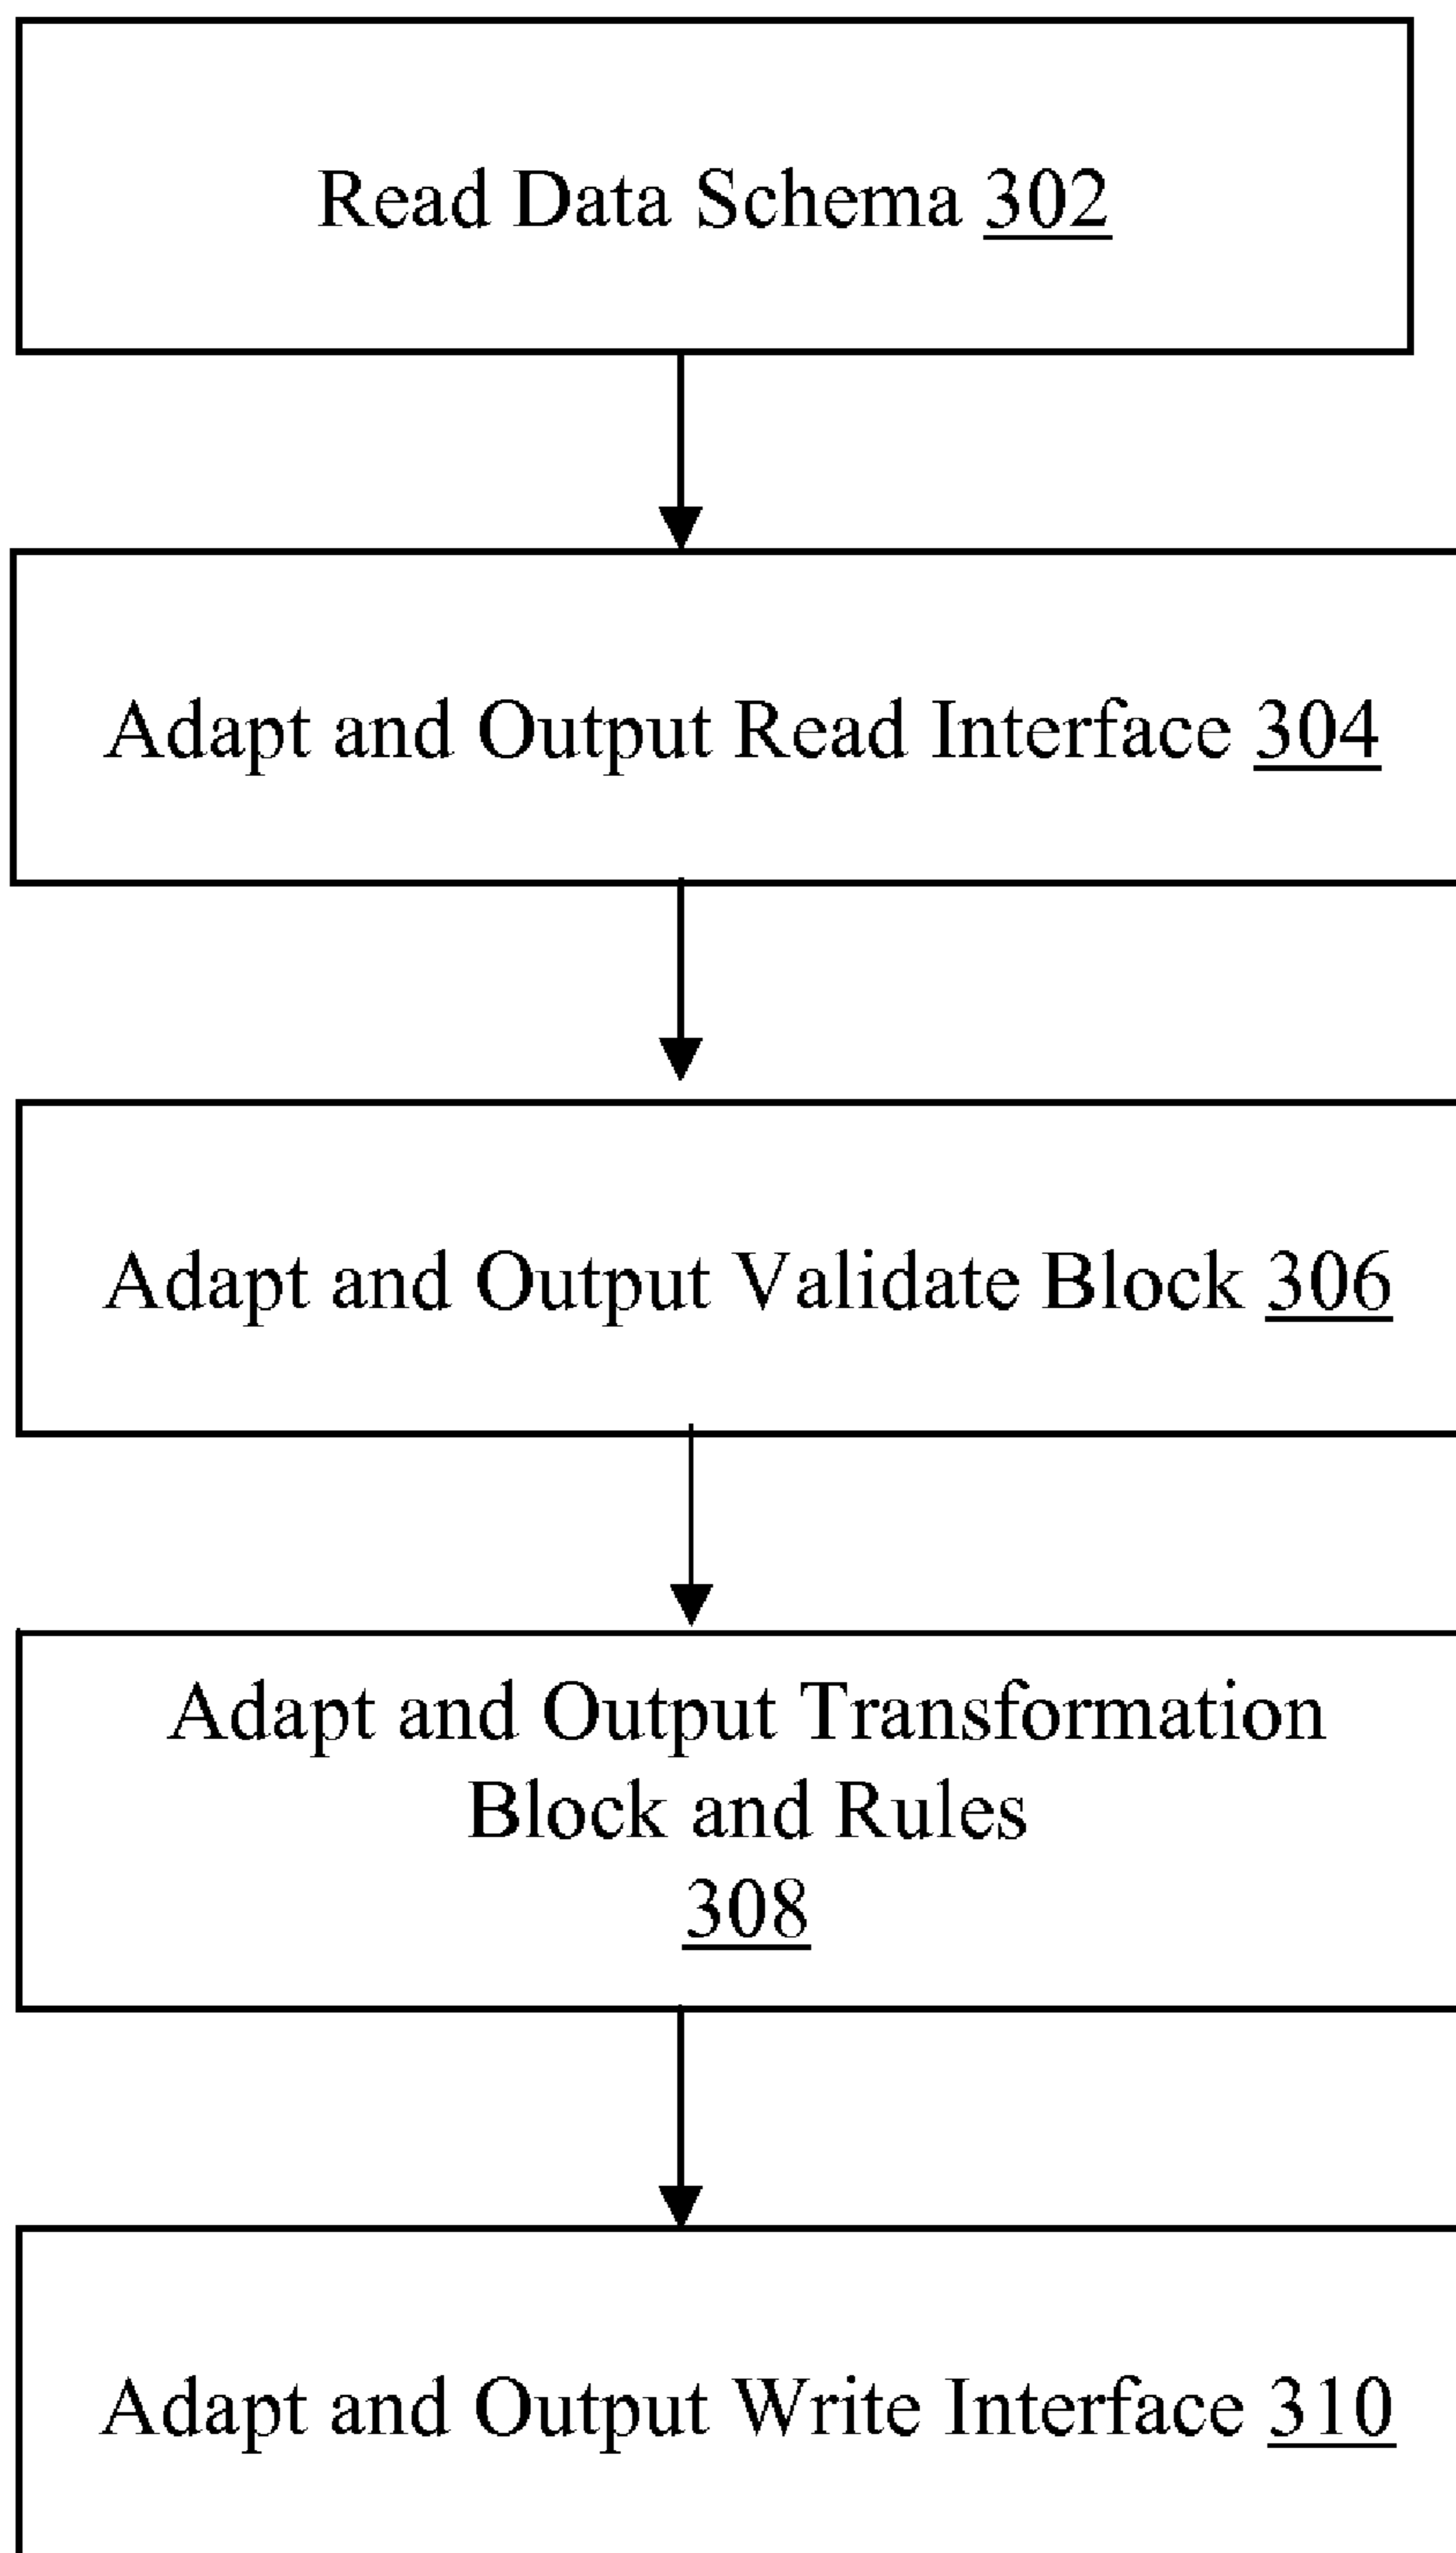 Read Data Schema 302
Adapt and Output Read Interface 304
Adapt and Output Validate Block 306
Adapt and Output Transformation
Block and Rules
308
Adapt and Output Write Interface 310